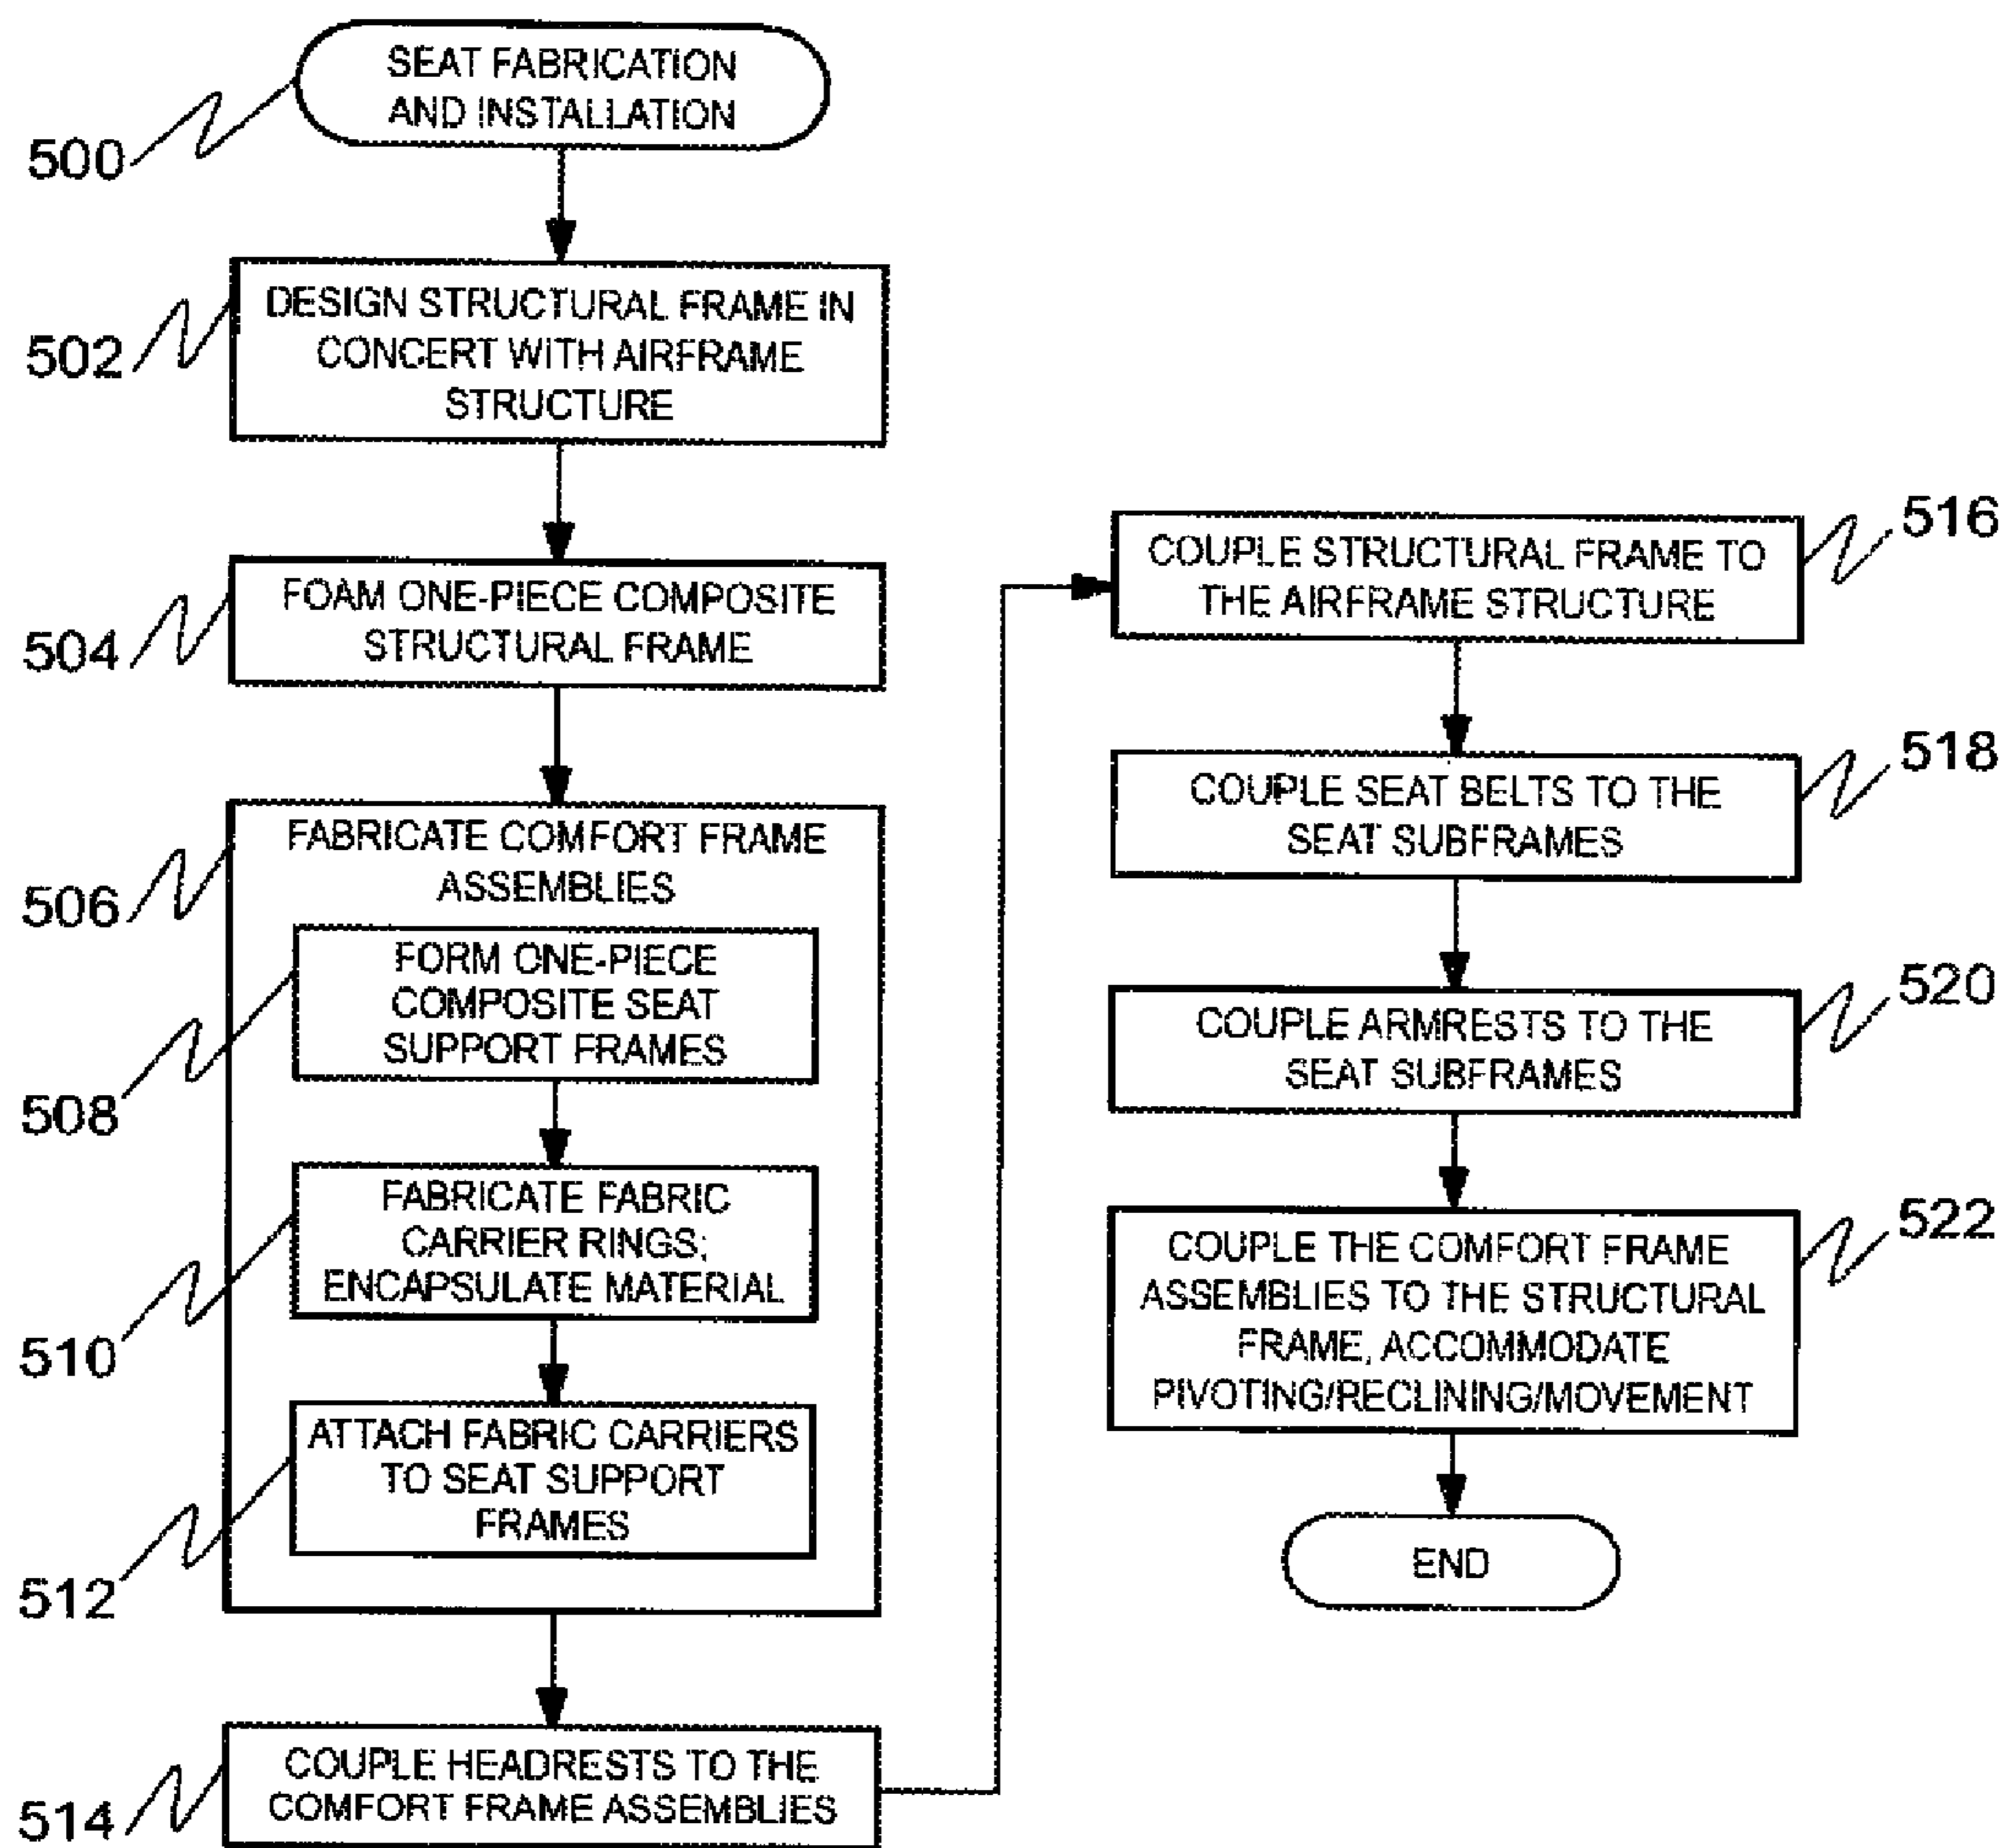 SEAT FABRICATION
AND INSTALLATION
500
DESIGN STRUCTURAL FRAME IN
CONCERT WITH AIRFRAME
STRUCTURE
502
FOAM ONE-PIECE COMPOSITE
STRUCTURAL FRAME
504
FABRICATE COMFORT FRAME
ASSEMBLIES
506
FORM ONE-PIECE
COMPOSITE SEAT
SUPPORT FRAMES
508
FABRICATE FABRIC
CARRIER RINGS;
ENCAPSULATE MATERIAL
510
ATTACH FABRIC CARRIERS
TO SEAT SUPPORT
FRAMES
512
COUPLE HEADRESTS TO THE
COMFORT FRAME ASSEMBLIES
514
COUPLE STRUCTURAL FRAME TO
THE AIRFRAME STRUCTURE
516
COUPLE SEAT BELTS TO THE
SEAT SUBFRAMES
518
COUPLE ARMRESTS TO THE
SEAT SUBFRAMES
520
COUPLE THE COMFORT FRAME
ASSEMBLIES TO THE STRUCTURAL
FRAME, ACCOMMODATE
PIVOTING/RECLINING/MOVEMENT
522
END